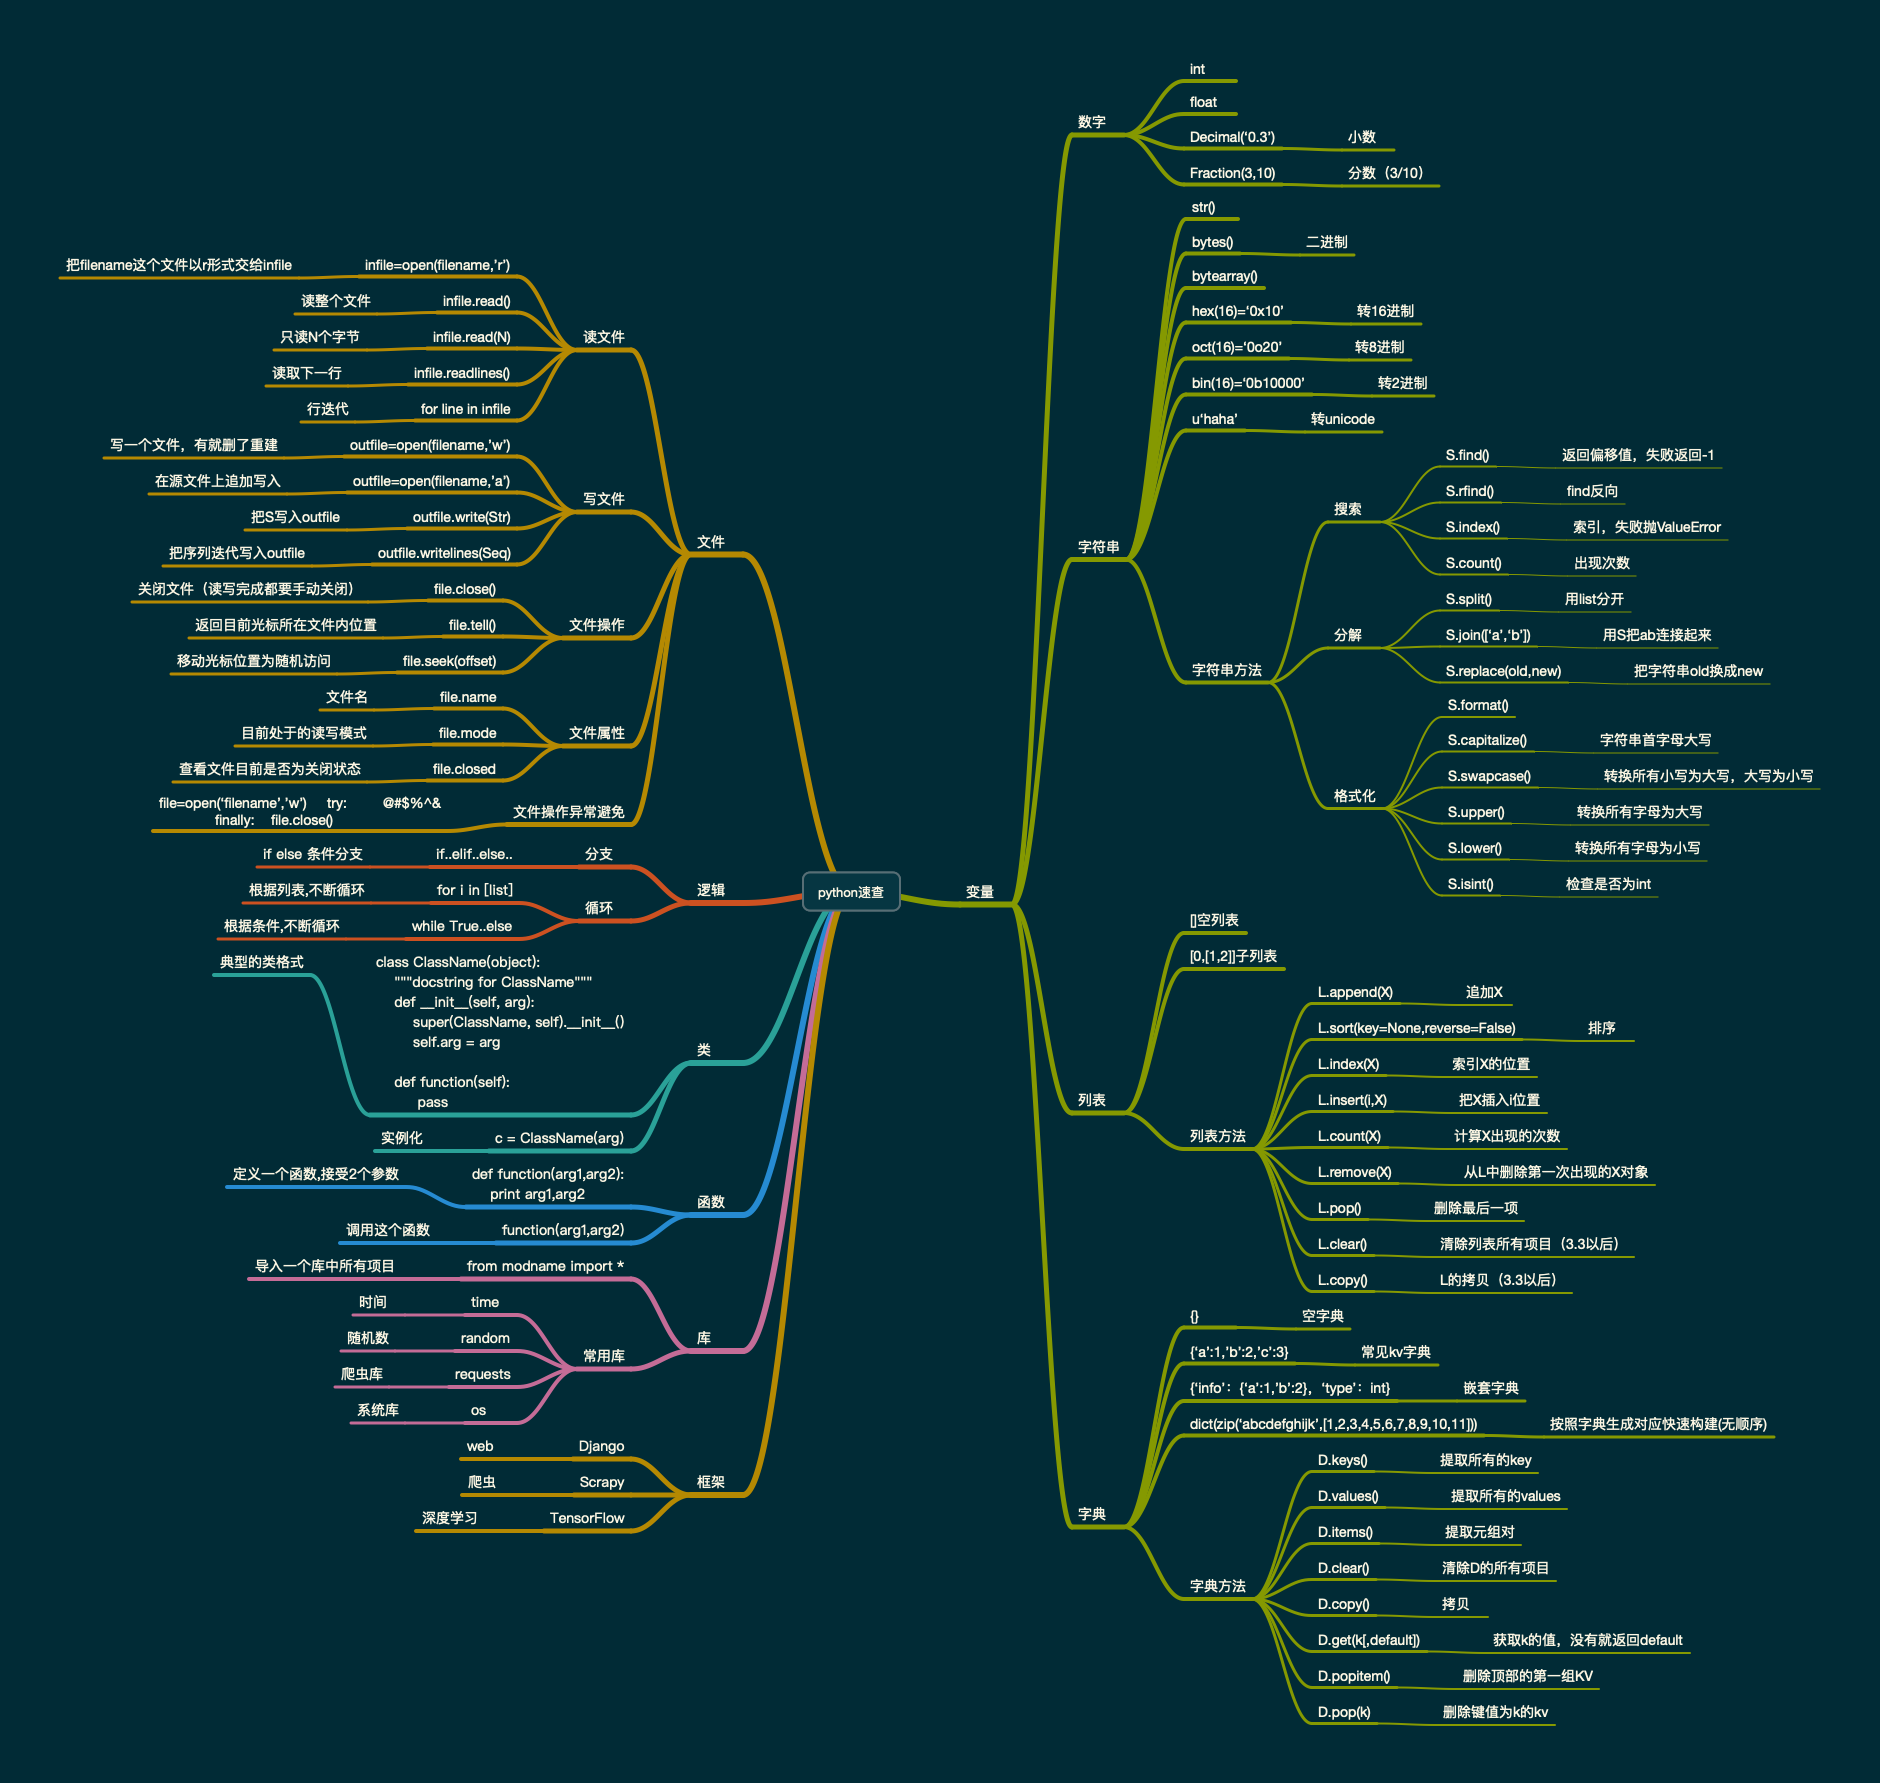 python速查
变量
数字
int
float
Decimal(‘0.3’) 小数
Fraction(3,10) 分数（3/10）
字符串
str()
bytes() 二进制
bytearray()
hex(16)=‘0x10’ 转16进制
oct(16)=‘0o20’ 转8进制
bin(16)=‘0b10000’ 转2进制
u‘haha’ 转unicode
字符串方法
搜索
S.find() 返回偏移值，失败返回-1
S.rfind() find反向
S.index() 索引，失败抛ValueError
S.count() 出现次数
分解
S.split() 用list分开
S.join([‘a’,‘b’]) 用S把ab连接起来
S.replace(old,new) 把字符串old换成new
格式化
S.format()
S.capitalize() 字符串首字母大写
S.swapcase() 转换所有小写为大写，大写为小写
S.upper() 转换所有字母为大写
S.lower() 转换所有字母为小写
S.isint() 检查是否为int
列表
[]空列表
[0,[1,2]]子列表
列表方法
L.append(X) 追加X
L.sort(key=None,reverse=False) 排序
L.index(X) 索引X的位置
L.insert(i,X) 把X插入i位置
L.count(X) 计算X出现的次数
L.remove(X) 从L中删除第一次出现的X对象
L.pop() 删除最后一项
L.clear() 清除列表所有项目（3.3以后）
L.copy() L的拷贝（3.3以后）
字典
{} 空字典
{‘a’:1,’b’:2,’c’:3} 常见kv字典
{‘info’：{‘a’:1,’b’:2}，‘type’：int} 嵌套字典
dict(zip(‘abcdefghijk’,[1,2,3,4,5,6,7,8,9,10,11])) 按照字典生成对应快速构建(无顺序)
字典方法
D.keys() 提取所有的key
D.values() 提取所有的values
D.items() 提取元组对
D.clear() 清除D的所有项目
D.copy() 拷贝
D.get(k[,default]) 获取k的值，没有就返回default
D.popitem() 删除顶部的第一组KV
D.pop(k) 删除键值为k的kv
文件
读文件
把filename这个文件以r形式交给infile infile=open(filename,’r’)
读整个文件 infile.read()
只读N个字节 infile.read(N)
读取下一行 infile.readlines()
行迭代 for line in infile
写文件
写一个文件，有就删了重建 outfile=open(filename,’w’)
在源文件上追加写入 outfile=open(filename,’a’)
把S写入outfile outfile.write(Str)
把序列迭代写入outfile outfile.writelines(Seq)
文件操作
关闭文件（读写完成都要手动关闭） file.close()
返回目前光标所在文件内位置 file.tell()
移动光标位置为随机访问 file.seek(offset)
文件属性
文件名 file.name
目前处于的读写模式 file.mode
查看文件目前是否为关闭状态 file.closed
文件操作异常避免
file=open(‘filename’,’w’) try: @#$%^&
finally: file.close()
逻辑
分支
if else 条件分支 if..elif..else..
循环
根据列表,不断循环 for i in [list]
根据条件,不断循环 while True..else
类
典型的类格式
class ClassName(object):
"""docstring for ClassName"""
def __init__(self, arg):
super(ClassName, self).__init__()
self.arg = arg
def function(self):
pass
实例化 c = ClassName(arg)
函数
定义一个函数,接受2个参数 def function(arg1,arg2):
print arg1,arg2
调用这个函数 function(arg1,arg2)
库
导入一个库中所有项目 from modname import *
常用库
时间 time
随机数 random
爬虫库 requests
系统库 os
框架
web Django
爬虫 Scrapy
深度学习 TensorFlow